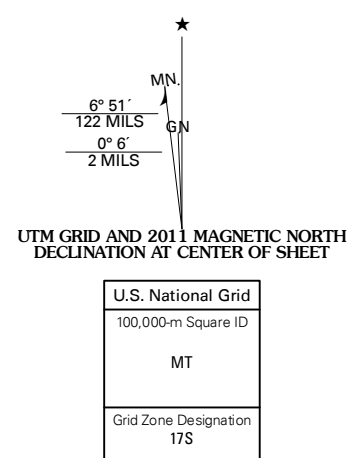 ★
MN.
6° 51´
122 MILS
GN
0° 6´
2 MILS
UTM GRID AND 2011 MAGNETIC NORTH
DECLINATION AT CENTER OF SHEET
U.S. National Grid
100,000-m Square ID
MT
Grid Zone Designation
17S